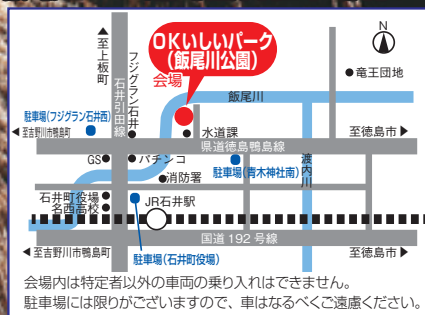 OKいしいパーク
(飯尾川公園)
会場
N
竜王団地
飯尾川
至上板町
石井引田線
フジグラン石井
駐車場(フジグラン石井西)
至吉野川市鴨島町
水道課
県道徳島鴨島線
至徳島市
渡内川
GS
パチンコ
消防署
駐車場(青木神社南)
石井町役場
名西高校
JR石井駅
国道192号線
至吉野川市鴨島町
駐車場(石井町役場)
至徳島市
会場内は特定者以外の車両の乗り入れはできません。
駐車場には限りがございますので、車はなるべくご遠慮ください。